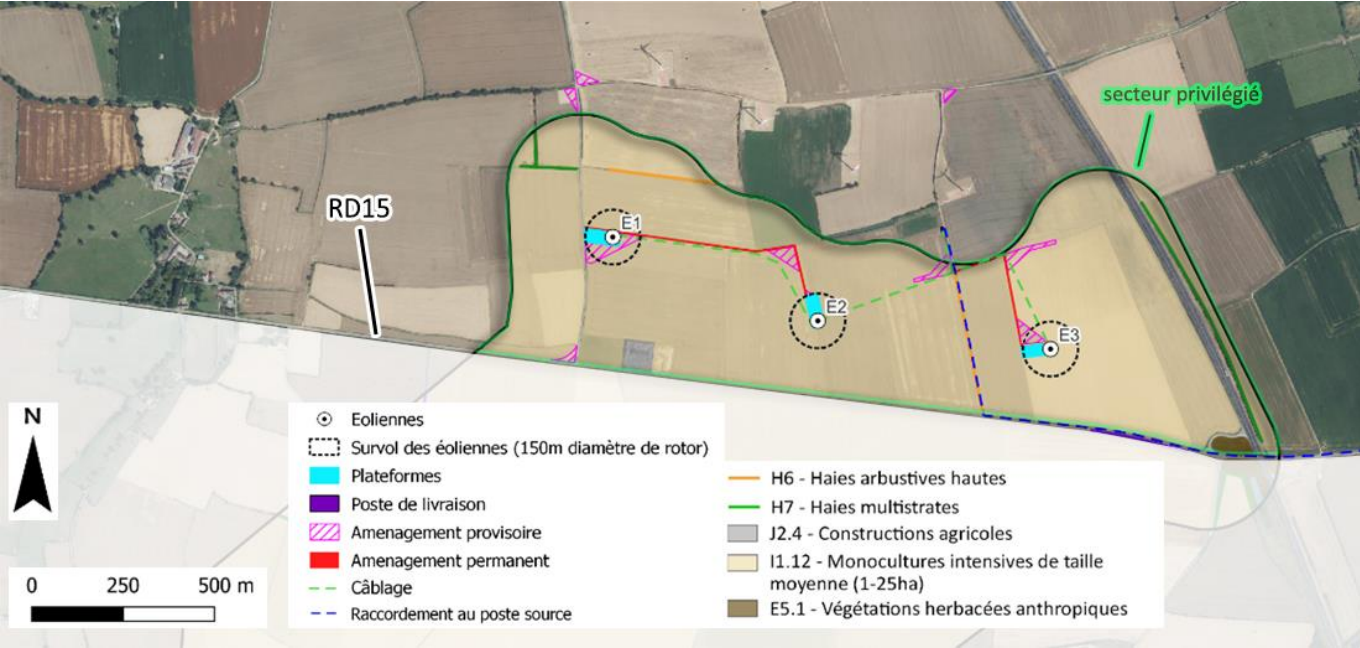 secteur privilégié
RD15
E1
E2
E3
N
0 250 500 m
Eoliennes
Survol des éoliennes (150m diamètre de rotor)
Plateformes
Poste de livraison
Amenagement provisoire
Amenagement permanent
Câblage
Raccordement au poste source
H6 - Haies arbustives hautes
H7 - Haies multistrates
J2.4 - Constructions agricoles
I1.12 - Monocultures intensives de taille
moyenne (1-25ha)
E5.1 - Végétations herbacées anthropiques